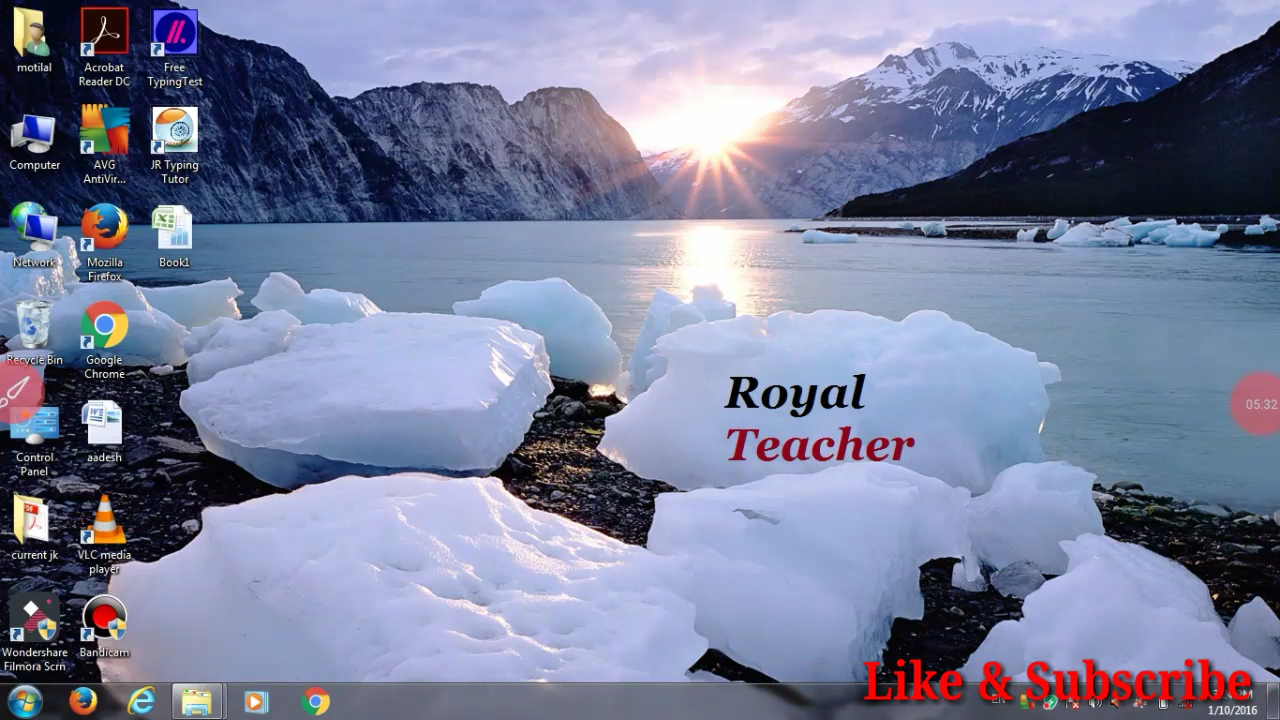 motilal
Acrobat
Reader DC
Free
TypingTest
Computer
AVG
AntiVir...
JR Typing
Tutor
Network
Mozilla
Firefox
Book1
Recycle Bin
Google
Chrome
Control
Panel
aadesh
current jk
VLC media
player
Wondershare
Filmora Scrn
Bandicam
Royal
Teacher
05:32
Like & Subscribe
1/10/2016